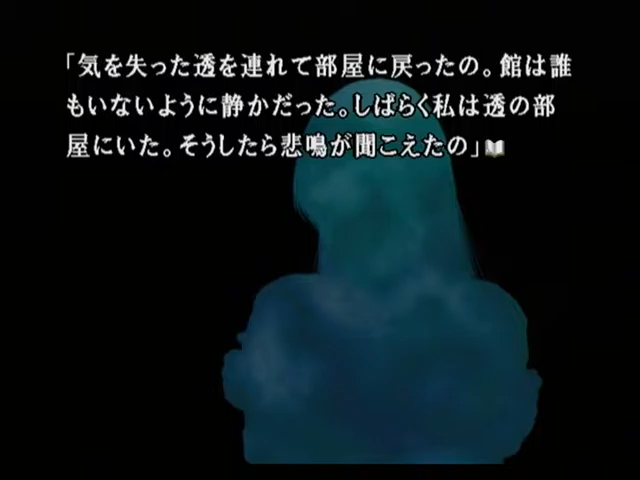 「気を失った透を連れて部屋に戻ったの。館は誰
もいないように静かだった。しばらく私は透の部
屋にいた。そうしたら悲鳴が聞こえたの」